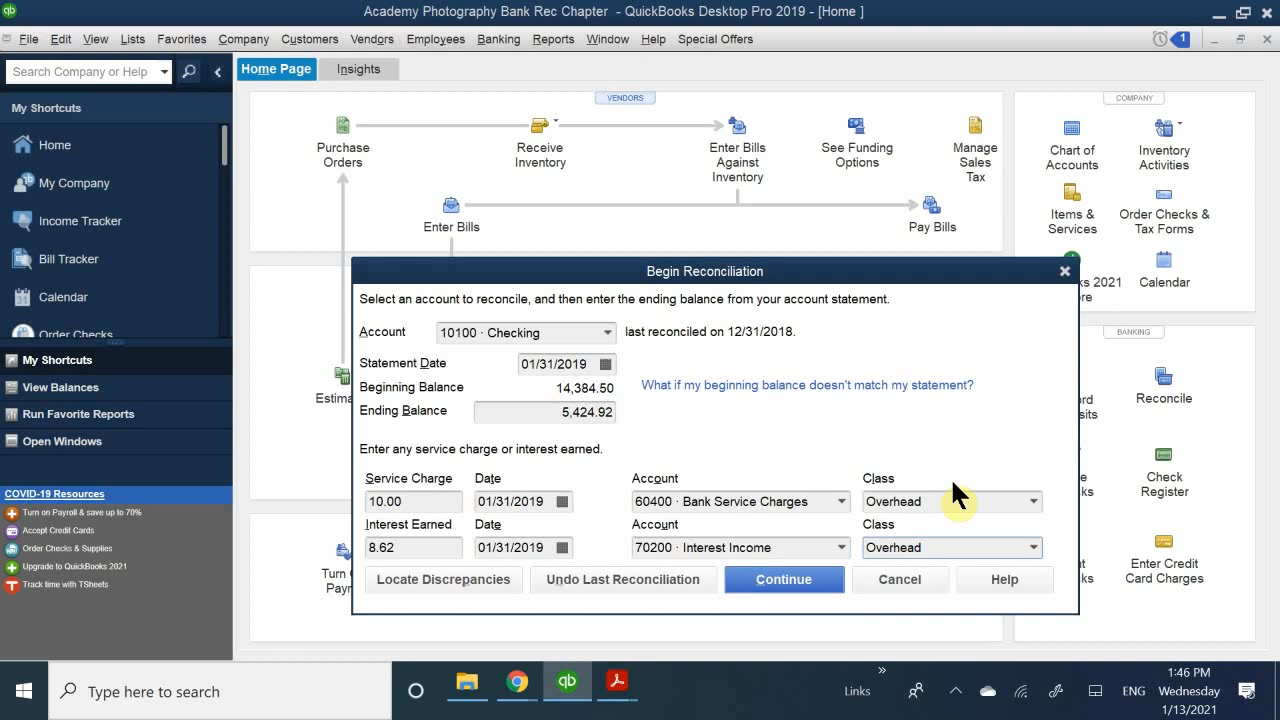 Academy Photography Bank Rec Chapter - QuickBooks Desktop Pro 2019 - [Home ]
File Edit View Lists Favorites Company Customers Vendors Employees Banking Reports Window Help Special Offers 1
Search Company or Help
Home Page Insights
My Shortcuts
Home
My Company
Income Tracker
Bill Tracker
Calendar
Order Checks
My Shortcuts
View Balances
Run Favorite Reports
Open Windows
COVID-19 Resources
Turn on Payroll & save up to 70%
Accept Credit Cards
Order Checks & Supplies
Upgrade to QuickBooks 2021
Track time with TSheets
VENDORS
Purchase
Orders
Receive
Inventory
Enter Bills
Against
Inventory
See Funding
Options
Manage
Sales
Tax
Enter Bills
Pay Bills
COMPANY
Chart of
Accounts
Inventory
Activities
Items &
Services
Order Checks &
Tax Forms
ks 2021
ore
Calendar
BANKING
ord
sits
Reconcile
ks
Check
Register
ks
Enter Credit
Card Charges
Estima
Turn
Payr
Begin Reconciliation
Select an account to reconcile, and then enter the ending balance from your account statement.
Account 10100 · Checking last reconciled on 12/31/2018.
Statement Date 01/31/2019
Beginning Balance 14,384.50 What if my beginning balance doesn't match my statement?
Ending Balance 5,424.92
Enter any service charge or interest earned.
Service Charge Date Account Class
10.00 01/31/2019 60400 · Bank Service Charges Overhead
Interest Earned Date Account Class
8.62 01/31/2019 70200 · Interest Income Overhead
Locate Discrepancies Undo Last Reconciliation Continue Cancel Help
Type here to search
Links
ENG
1:46 PM
Wednesday
1/13/2021